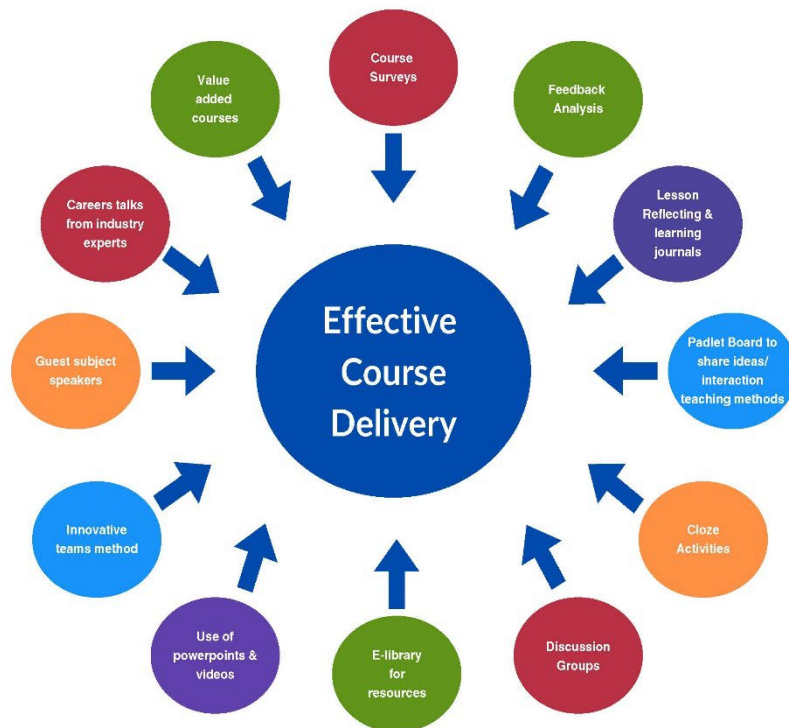 Course
Surveys
Feedback
Analysis
Lesson
Reflecting &
learning
journals
Padlet Board to
share ideas/
interaction
teaching methods
Cloze
Activities
Discussion
Groups
E-library
for
resources
Use of
powerpoints &
videos
Innovative
teams method
Guest subject
speakers
Careers talks
from industry
experts
Value
added
courses
Effective
Course
Delivery